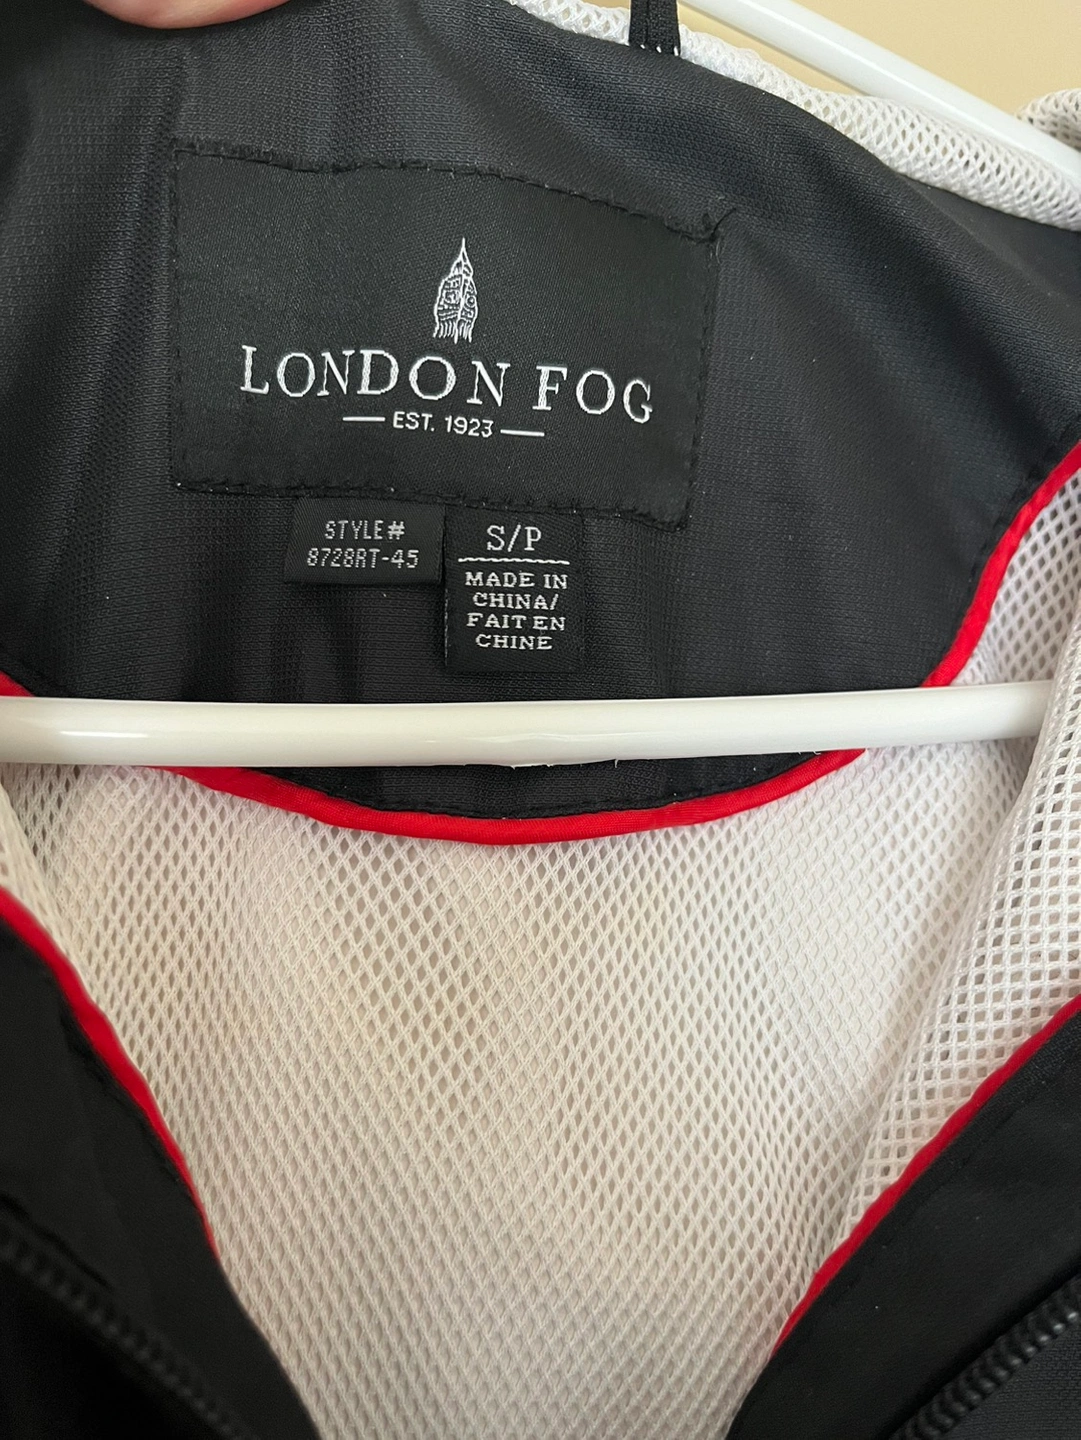 LONDON FOG
EST. 1923
STYLE#
8728RT-45
S/P
MADE IN
CHINA/
FAIT EN
CHINE